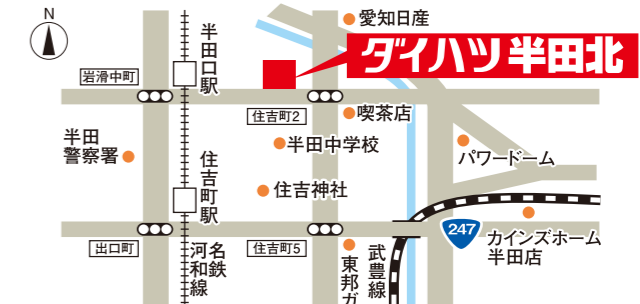 N
愛知日産
ダイハツ 半田北
半田口駅
岩滑中町
住吉町2
喫茶店
半田中学校
半田
警察署
パワードーム
住吉町駅
住吉神社
247
カインズホーム
半田店
出口町
名鉄
河和線
住吉町5
東邦ガ
武豊線